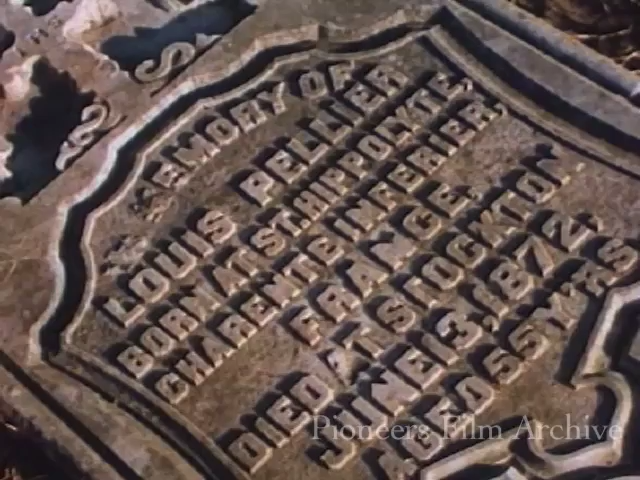 MEMORY OF
LOUIS PELLIER
BORN AT ST. HIPPOLYTE,
CHARENTE INFERIER,
FRANCE.
DIED AT STOCKTON.
JUNE 13, 1872,
AGED 55 Y'RS
Pioneers Film Archive